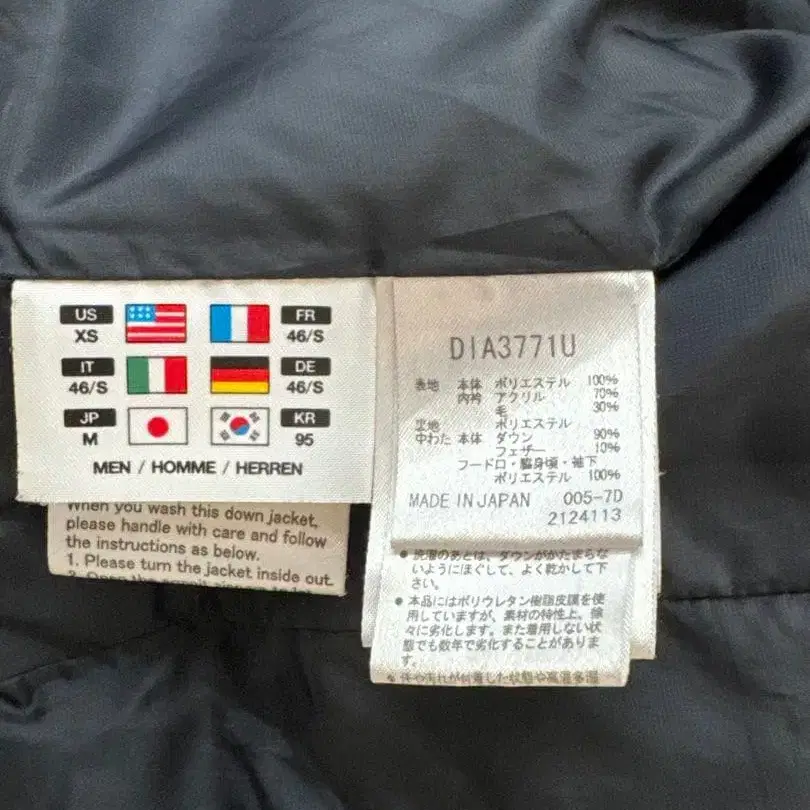 US FR
XS 46/S
IT DE
46/S 46/S
JP KR
M 95
MEN / HOMME / HERREN
When you wash this down jacket,
please handle with care and follow
the instructions as below.
1. Please turn the jacket inside out.
DIA3771U
表地 本体 ポリエステル 100%
内衿 アクリル 70%
毛 30%
裏地 ポリエステル
中わた 本体 ダウン 90%
フェザー 10%
フードロ・脇身頃・袖下
ポリエステル 100%
MADE IN JAPAN 005-7D
2124113
● 洗濯のあとは、ダウンがかたまらな
いようにほぐして、よく乾かして下
さい。
● 本品にはポリウレタン樹脂皮膜を使
用していますが、素材の特性上、徐
々に劣化します。また着用しない状
態でも数年で劣化することがありま
す。